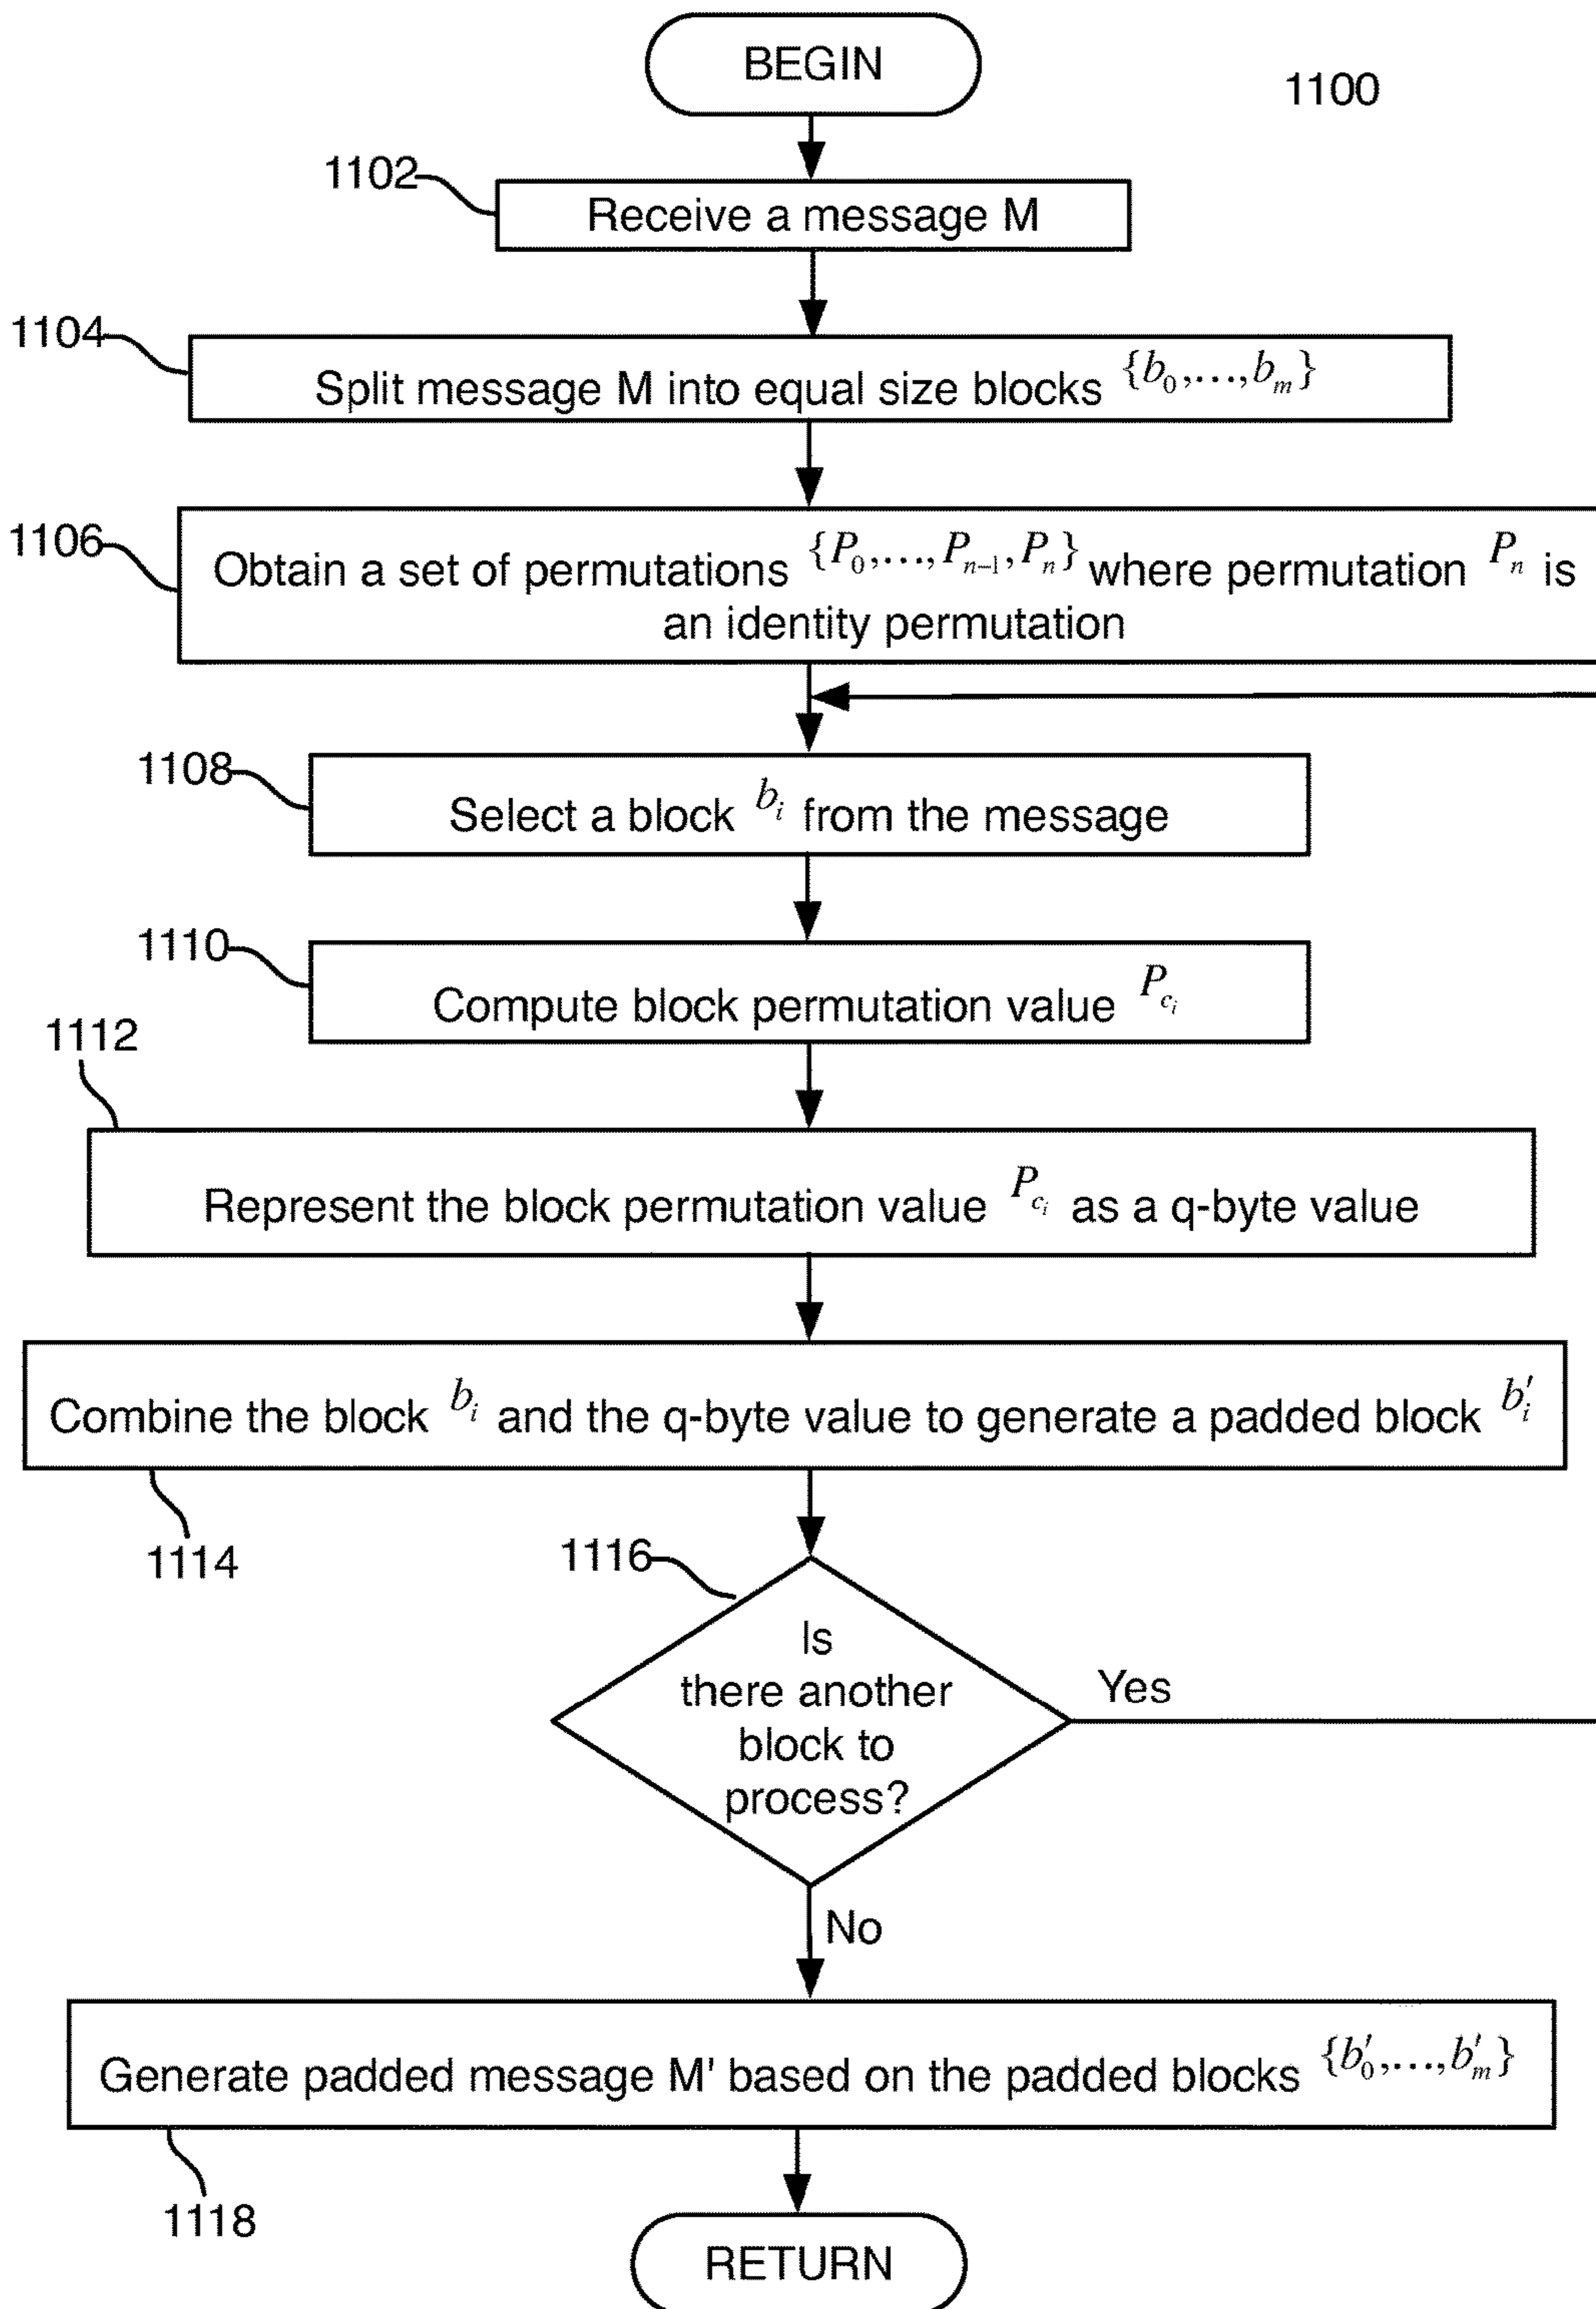 BEGIN
1100
1102
Receive a message M
1104
Split message M into equal size blocks {b₀,…,bₘ}
1106
Obtain a set of permutations {P₀,…,Pₙ₋₁,Pₙ} where permutation Pₙ is
an identity permutation
1108
Select a block bᵢ from the message
1110
Compute block permutation value P_{c_i}
1112
Represent the block permutation value P_{c_i} as a q-byte value
Combine the block bᵢ and the q-byte value to generate a padded block b′ᵢ
1114
1116
Is
there another
block to
process?
Yes
No
Generate padded message M' based on the padded blocks {b′₀,…,b′ₘ}
1118
RETURN